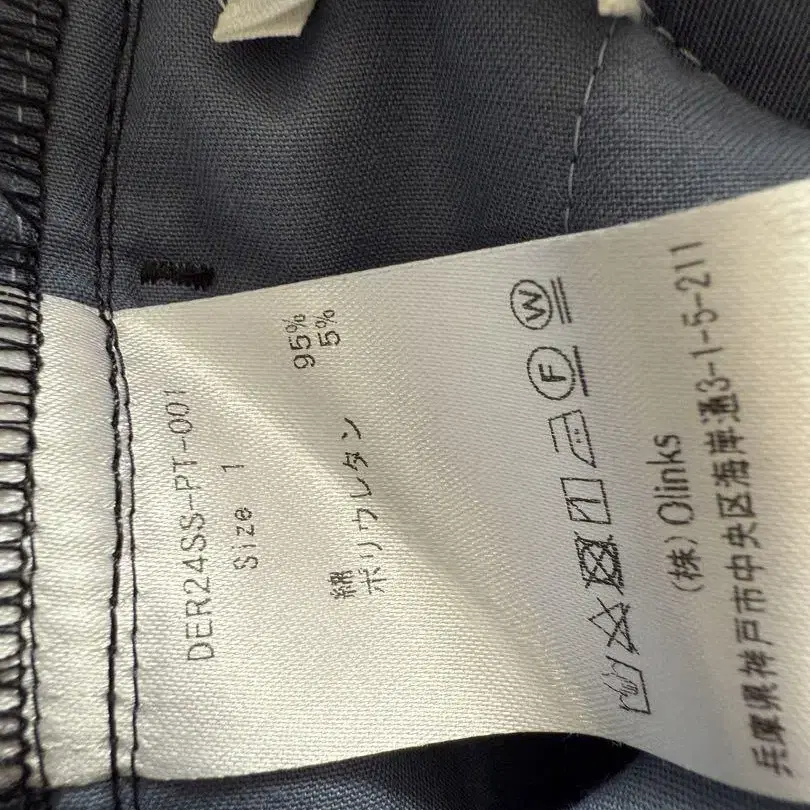 DER24SS-PT-001
Size 1
綿 95%
ポリウレタン 5%
F W
(株)Olinks
兵庫県神戸市中央区海岸通3-1-5-211